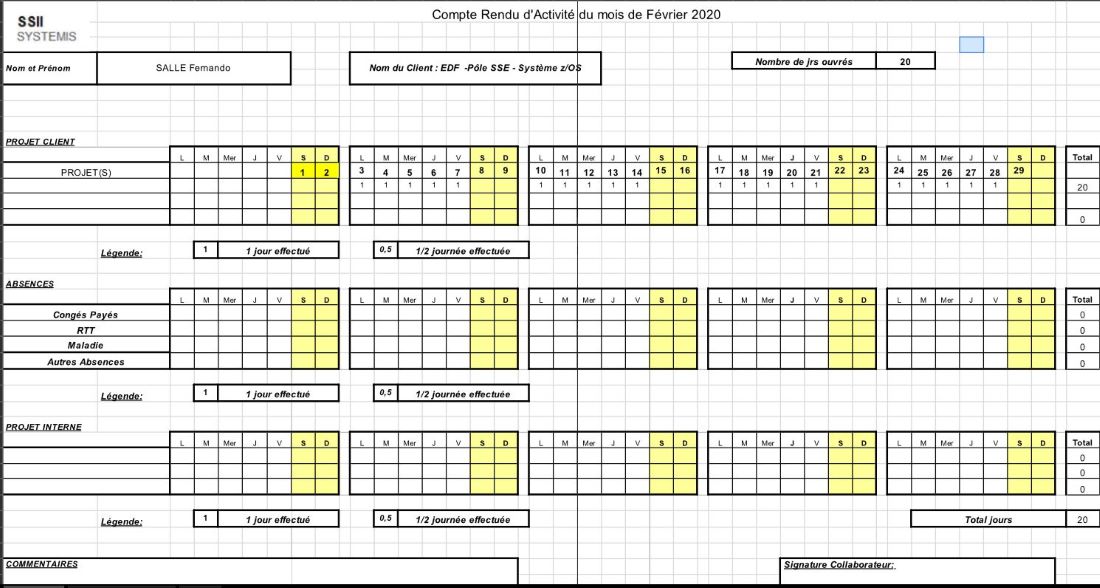 Compte Rendu d'Activité du mois de Février 2020
SSII
SYSTEMIS
Nom et Prénom SALLE Fernando Nom du Client : EDF -Pôle SSE - Système z/OS Nombre de jrs ouvrés 20
PROJET CLIENT
L M Mer J V S D L M Mer J V S D L M Mer J V S D L M Mer J V S D L M Mer J V S Total
PROJET(S) 1 2 3 4 5 6 7 8 9 10 11 12 13 14 15 16 17 18 19 20 21 22 23 24 25 26 27 28 29
1 1 1 1 1 1 1 1 1 1 1 1 1 1 1 1 1 1 1 1 20
0
Légende: 1 1 jour effectué 0,5 1/2 journée effectuée
ABSENCES
L M Mer J V S D L M Mer J V S D L M Mer J V S D L M Mer J V S D L M Mer J V S D Total
Congés Payés 0
RTT 0
Maladie 0
Autres Absences 0
Légende: 1 1 jour effectué 0,5 1/2 journée effectuée
PROJET INTERNE
L M Mer J V S D L M Mer J V S D L M Mer J V S D L M Mer J V S D L M Mer J V S D Total
0
0
0
Légende: 1 1 jour effectué 0,5 1/2 journée effectuée Total jours 20
COMMENTAIRES Signature Collaborateur: